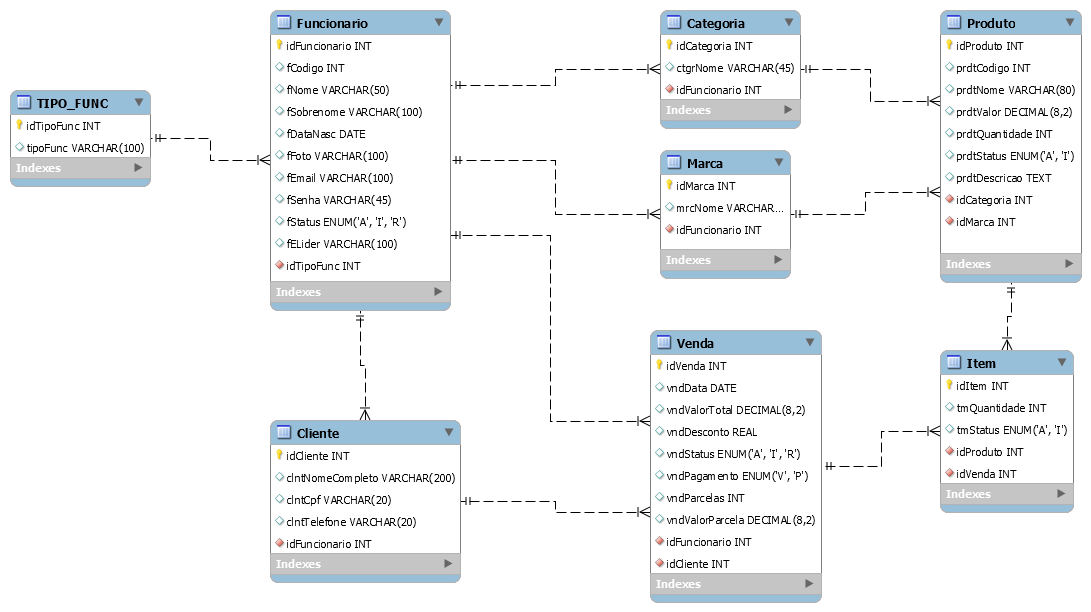 TIPO_FUNC
idTipoFunc INT
tipoFunc VARCHAR(100)
Indexes
Funcionario
idFuncionario INT
fCodigo INT
fNome VARCHAR(50)
fSobrenome VARCHAR(100)
fDataNasc DATE
fFoto VARCHAR(100)
fEmail VARCHAR(100)
fSenha VARCHAR(45)
fStatus ENUM('A', 'I', 'R')
fELider VARCHAR(100)
idTipoFunc INT
Indexes
Categoria
idCategoria INT
ctgrNome VARCHAR(45)
idFuncionario INT
Indexes
Marca
idMarca INT
mrcNome VARCHAR...
idFuncionario INT
Indexes
Produto
idProduto INT
prdtCodigo INT
prdtNome VARCHAR(80)
prdtValor DECIMAL(8,2)
prdtQuantidade INT
prdtStatus ENUM('A', 'I')
prdtDescricao TEXT
idCategoria INT
idMarca INT
Indexes
Cliente
idCliente INT
clntNomeCompleto VARCHAR(200)
clntCpf VARCHAR(20)
clntTelefone VARCHAR(20)
idFuncionario INT
Indexes
Venda
idVenda INT
vndData DATE
vndValorTotal DECIMAL(8,2)
vndDesconto REAL
vndStatus ENUM('A', 'I', 'R')
vndPagamento ENUM('V', 'P')
vndParcelas INT
vndValorParcela DECIMAL(8,2)
idFuncionario INT
idCliente INT
Indexes
Item
idItem INT
tmQuantidade INT
tmStatus ENUM('A', 'I')
idProduto INT
idVenda INT
Indexes